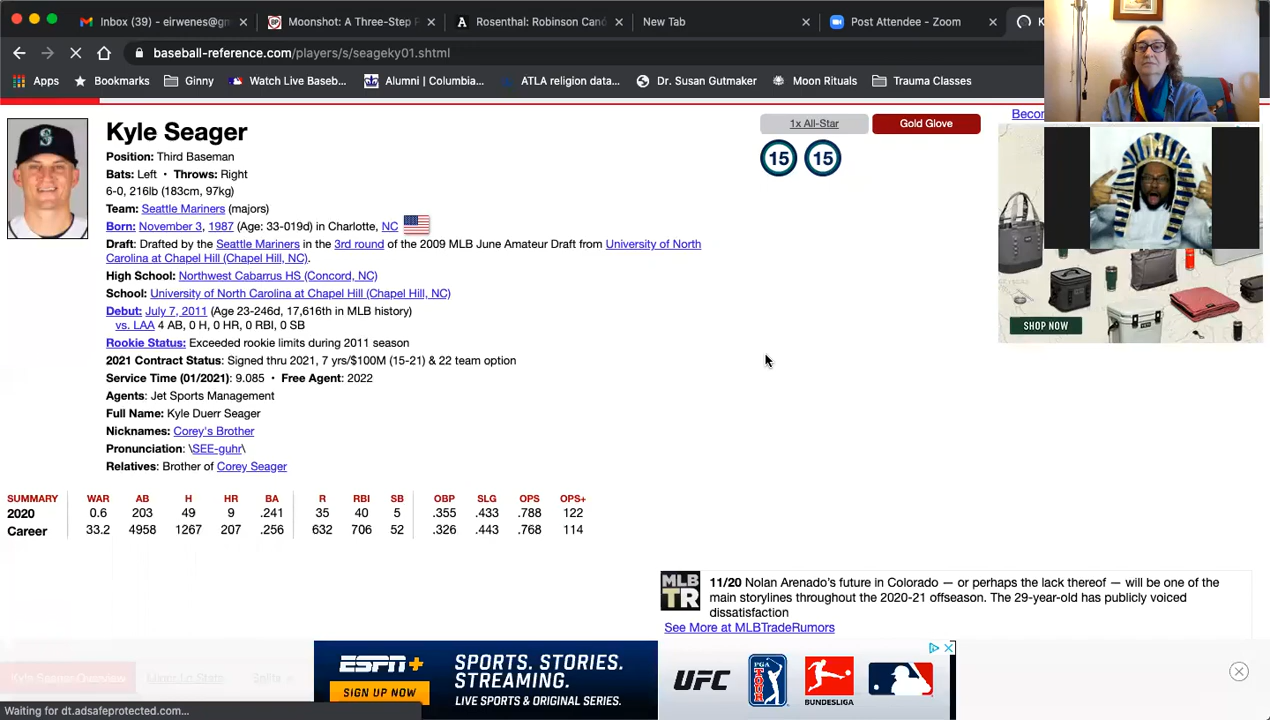 Inbox (39) - eirwenes@gm
Moonshot: A Three-Step P
Rosenthal: Robinson Canó
New Tab
Post Attendee - Zoom
baseball-reference.com/players/s/seageky01.shtml
Apps
Bookmarks
Ginny
Watch Live Baseb...
Alumni | Columbia...
ATLA religion data...
Dr. Susan Gutmaker
Moon Rituals
Trauma Classes
Kyle Seager
1x All-Star
Gold Glove
Becor
15 15
Position: Third Baseman
Bats: Left • Throws: Right
6-0, 216lb (183cm, 97kg)
Team: Seattle Mariners (majors)
Born: November 3, 1987 (Age: 33-019d) in Charlotte, NC
Draft: Drafted by the Seattle Mariners in the 3rd round of the 2009 MLB June Amateur Draft from University of North
Carolina at Chapel Hill (Chapel Hill, NC).
High School: Northwest Cabarrus HS (Concord, NC)
School: University of North Carolina at Chapel Hill (Chapel Hill, NC)
Debut: July 7, 2011 (Age 23-246d, 17,616th in MLB history)
vs. LAA 4 AB, 0 H, 0 HR, 0 RBI, 0 SB
Rookie Status: Exceeded rookie limits during 2011 season
2021 Contract Status: Signed thru 2021, 7 yrs/$100M (15-21) & 22 team option
Service Time (01/2021): 9.085 • Free Agent: 2022
Agents: Jet Sports Management
Full Name: Kyle Duerr Seager
Nicknames: Corey's Brother
Pronunciation: \SEE-guhr\
Relatives: Brother of Corey Seager
SHOP NOW
SUMMARY WAR AB H HR BA R RBI SB OBP SLG OPS OPS+
2020 0.6 203 49 9 .241 35 40 5 .355 .433 .788 122
Career 33.2 4958 1267 207 .256 632 706 52 .326 .443 .768 114
MLB
TR
11/20 Nolan Arenado's future in Colorado — or perhaps the lack thereof — will be one of the
main storylines throughout the 2020-21 offseason. The 29-year-old has publicly voiced
dissatisfaction
See More at MLBTradeRumors
Kyle Seager Overview
ESPN+
SIGN UP NOW
SPORTS. STORIES.
STREAMING.
LIVE SPORTS & ORIGINAL SERIES.
UFC
PGA TOUR
BUNDESLIGA
Waiting for dt.adsafeprotected.com...